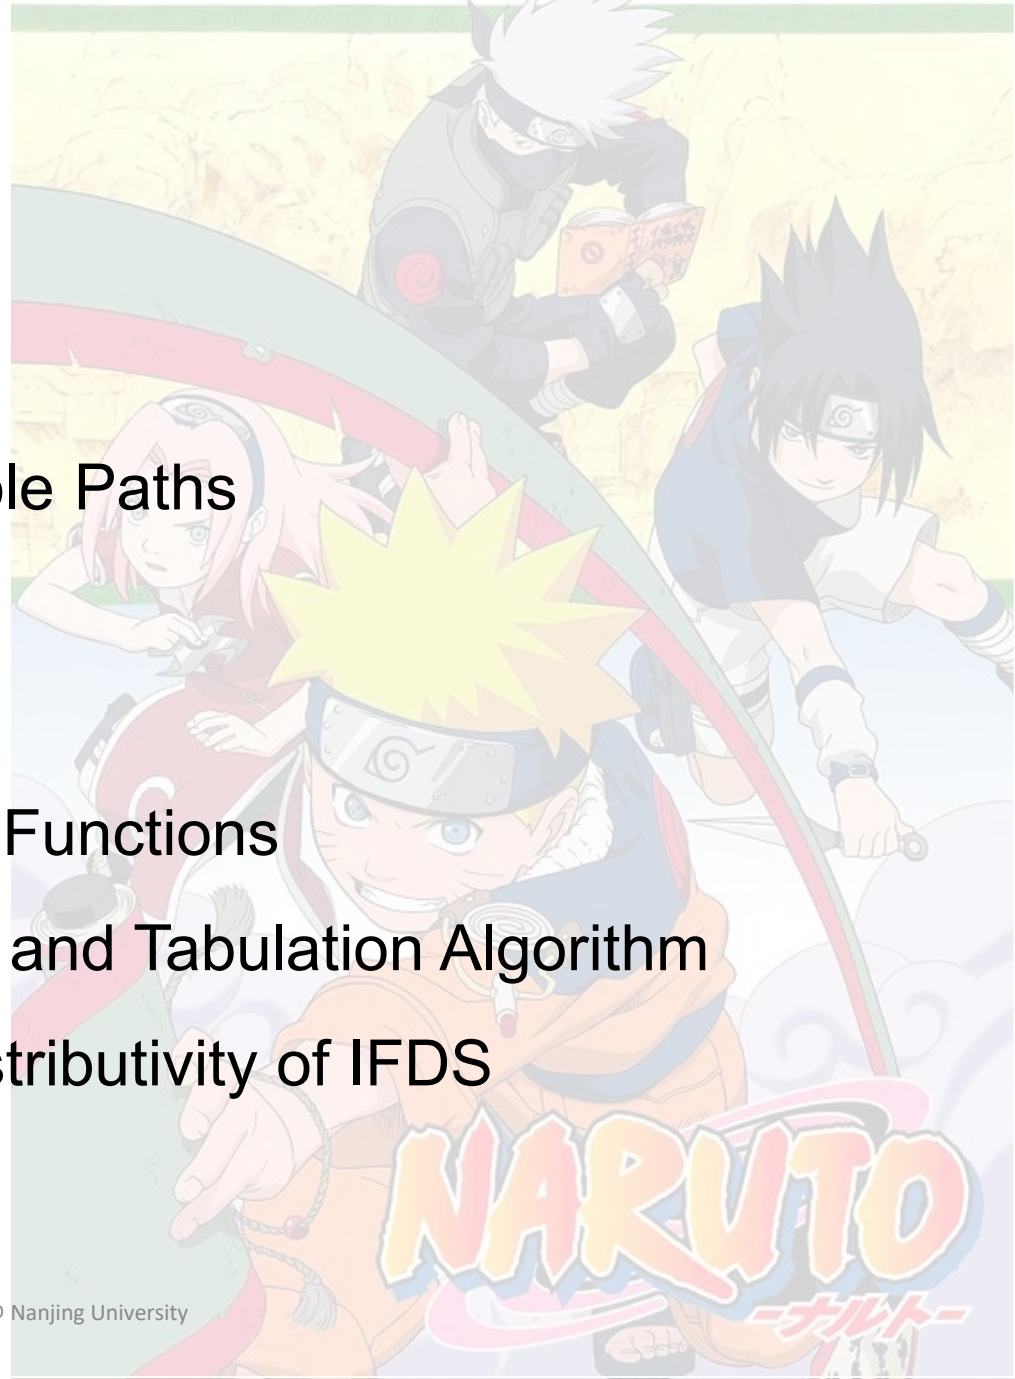 le Paths
Functions
and Tabulation Algorithm
stributivity of IFDS
NARUTO
-ナルト-
Nanjing University